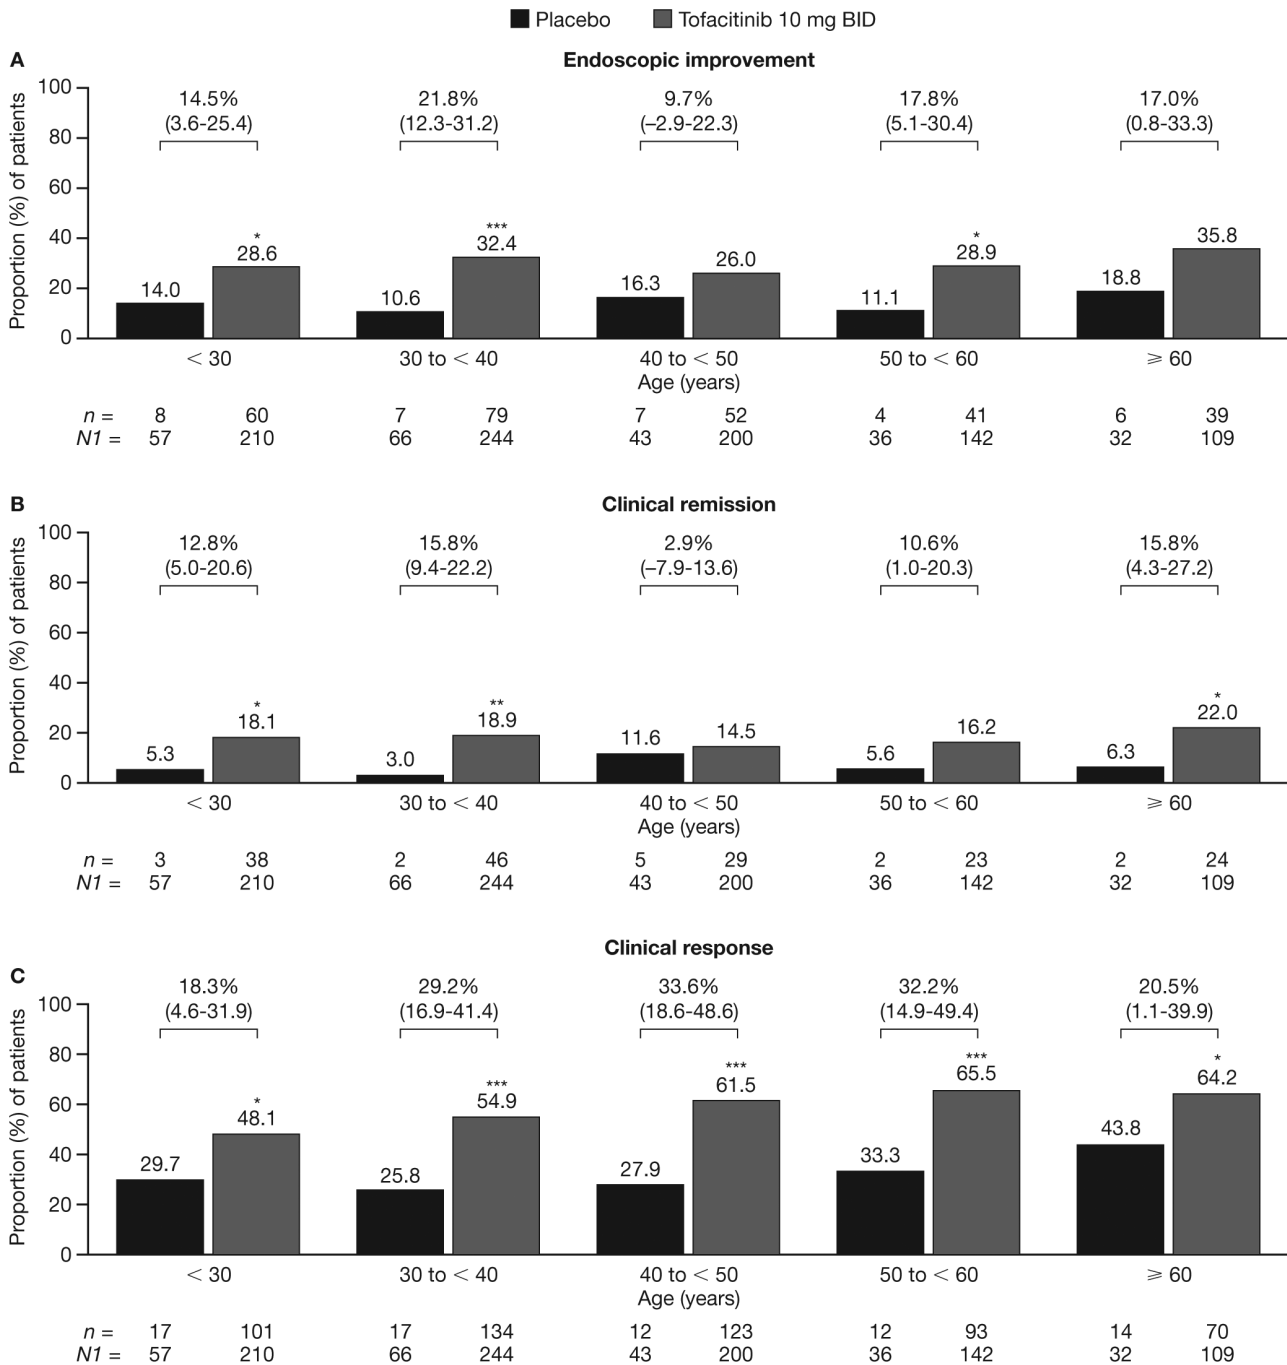 Placebo Tofacitinib 10 mg BID
A Endoscopic improvement
Proportion (%) of patients
100
80
60
40
20
0
14.5% 21.8% 9.7% 17.8% 17.0%
(3.6-25.4) (12.3-31.2) (–2.9-22.3) (5.1-30.4) (0.8-33.3)
* *** *
14.0 28.6 10.6 32.4 16.3 26.0 11.1 28.9 18.8 35.8
< 30 30 to < 40 40 to < 50 50 to < 60 ⩾ 60
Age (years)
n = 8 60 7 79 7 52 4 41 6 39
N1 = 57 210 66 244 43 200 36 142 32 109
B Clinical remission
Proportion (%) of patients
100
80
60
40
20
0
12.8% 15.8% 2.9% 10.6% 15.8%
(5.0-20.6) (9.4-22.2) (–7.9-13.6) (1.0-20.3) (4.3-27.2)
* ** *
5.3 18.1 3.0 18.9 11.6 14.5 5.6 16.2 6.3 22.0
< 30 30 to < 40 40 to < 50 50 to < 60 ⩾ 60
Age (years)
n = 3 38 2 46 5 29 2 23 2 24
N1 = 57 210 66 244 43 200 36 142 32 109
Clinical response
C
Proportion (%) of patients
100
80
60
40
20
0
18.3% 29.2% 33.6% 32.2% 20.5%
(4.6-31.9) (16.9-41.4) (18.6-48.6) (14.9-49.4) (1.1-39.9)
* *** *** *** *
29.7 48.1 25.8 54.9 27.9 61.5 33.3 65.5 43.8 64.2
< 30 30 to < 40 40 to < 50 50 to < 60 ⩾ 60
Age (years)
n = 17 101 17 134 12 123 12 93 14 70
N1 = 57 210 66 244 43 200 36 142 32 109